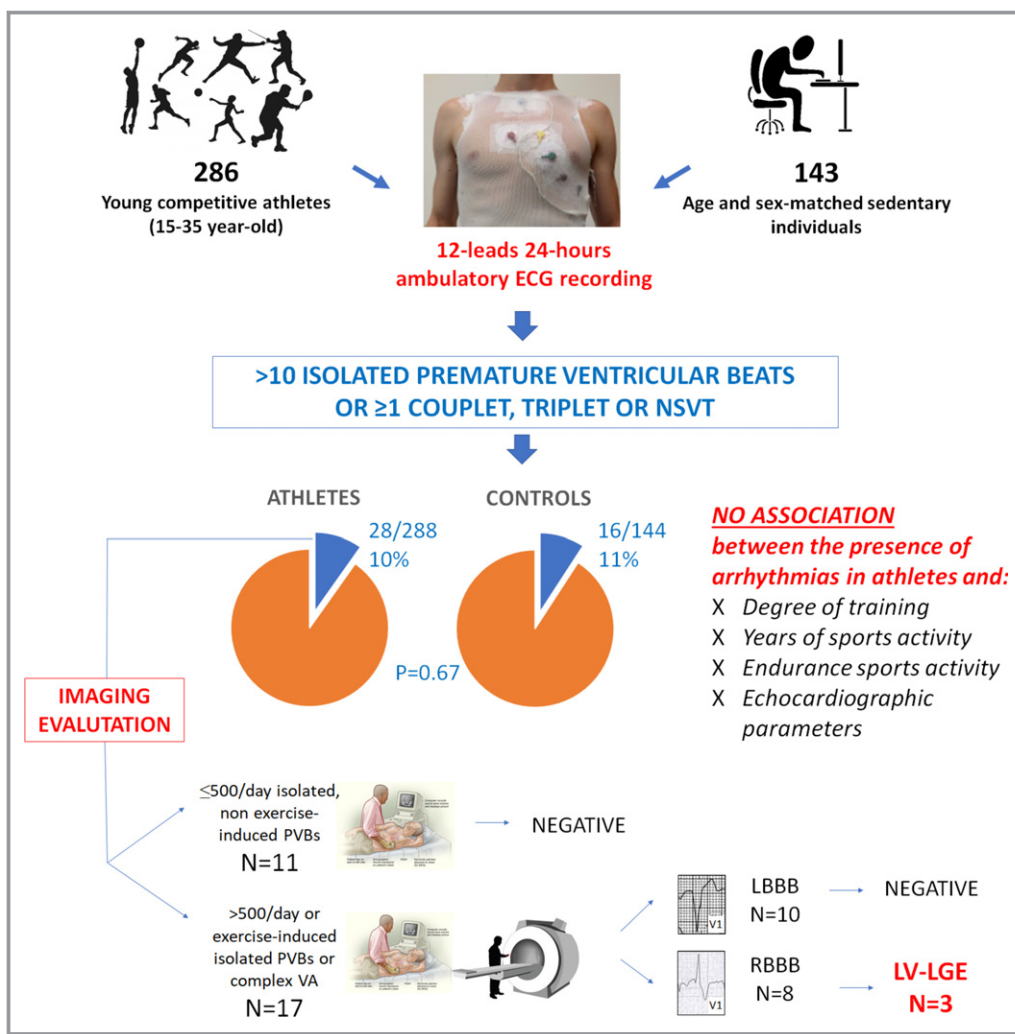 286
Young competitive athletes
(15-35 year-old)
143
Age and sex-matched sedentary
individuals
12-leads 24-hours
ambulatory ECG recording
>10 ISOLATED PREMATURE VENTRICULAR BEATS
OR ≥1 COUPLET, TRIPLET OR NSVT
ATHLETES
28/288
10%
CONTROLS
16/144
11%
P=0.67
NO ASSOCIATION
between the presence of
arrhythmias in athletes and:
X Degree of training
X Years of sports activity
X Endurance sports activity
X Echocardiographic
parameters
IMAGING
EVALUTATION
≤500/day isolated,
non exercise-
induced PVBs
N=11
NEGATIVE
>500/day or
exercise-induced
isolated PVBs or
complex VA
N=17
V1
LBBB
N=10
NEGATIVE
V1
RBBB
N=8
LV-LGE
N=3